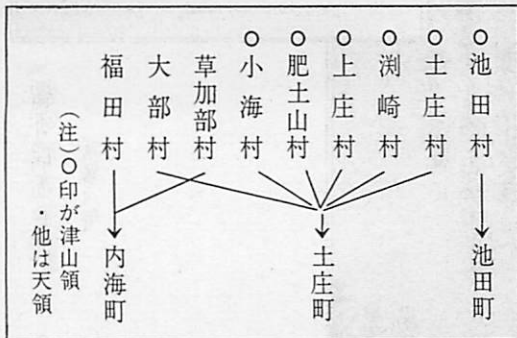 ○池田村
○土庄村
○渕崎村
○上庄村
○肥土山村
○小海村
草加部村
大部村
福田村
池田町
土庄町
内海町
(注)○印が津山領
・他は天領